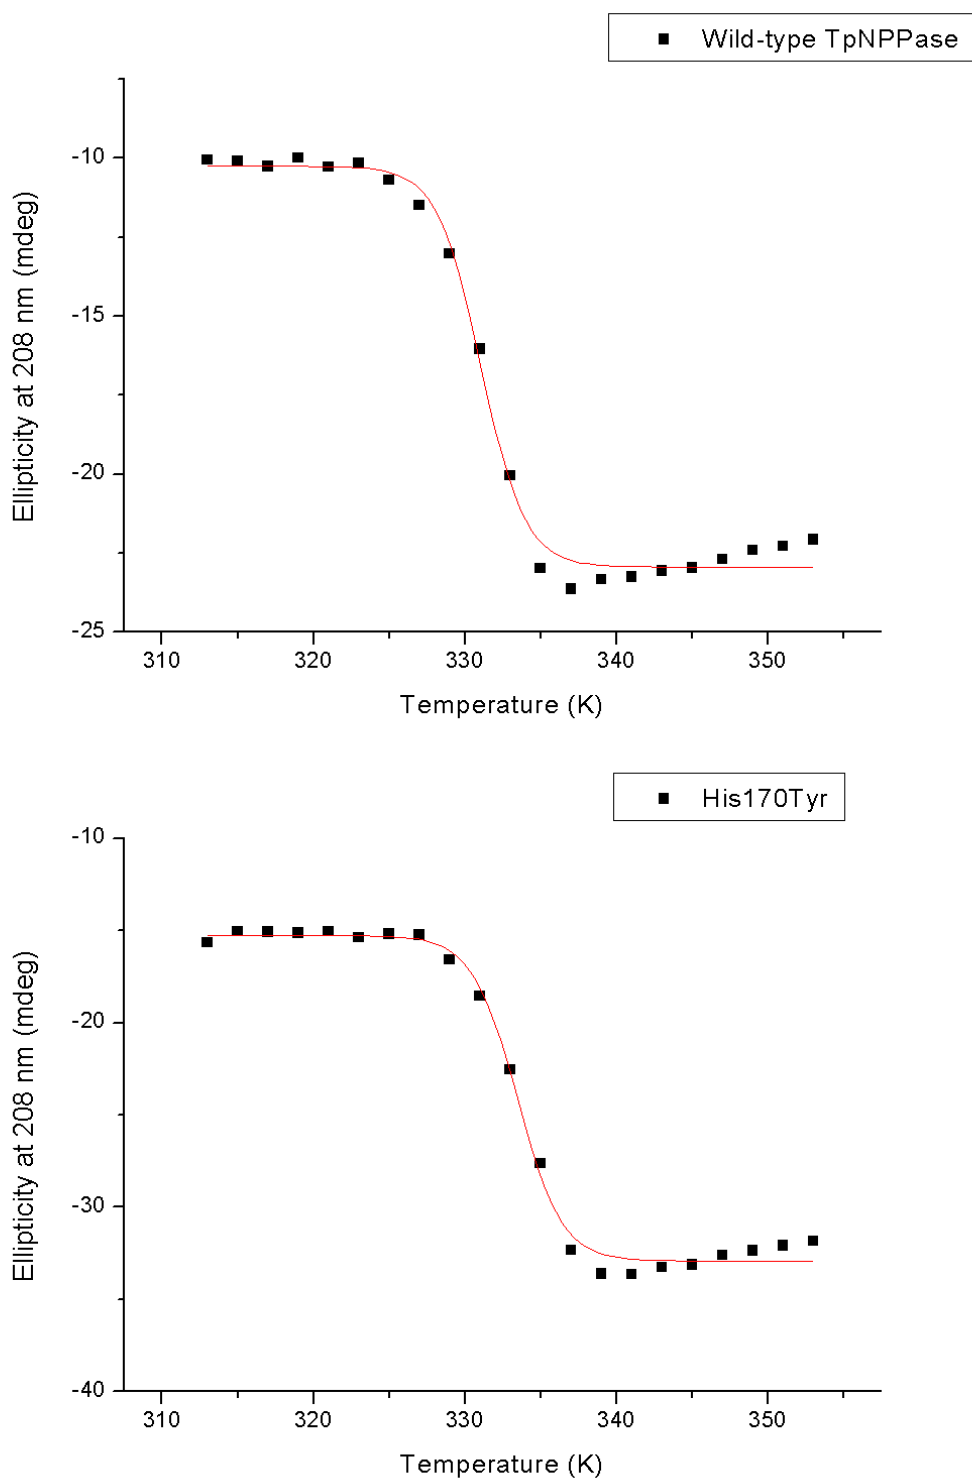 Wild-type TpNPPase
-10
-15
-20
-25
Ellipticity at 208 nm (mdeg)
310 320 330 340 350
Temperature (K)
His170Tyr
-10
-20
-30
-40
Ellipticity at 208 nm (mdeg)
310 320 330 340 350
Temperature (K)